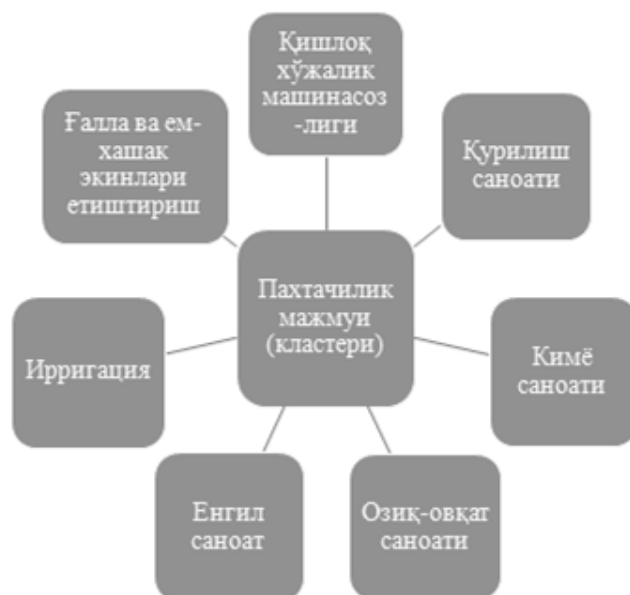 Қишлоқ
хўжалик
машинасоз
-лиги
Ғалла ва ем-
хашак
экинлари
етиштириш
Қурилиш
саноати
Пахтачилик
мажмуи
(кластери)
Ирригация
Кимё
саноати
Енгил
саноат
Озиқ-овқат
саноати